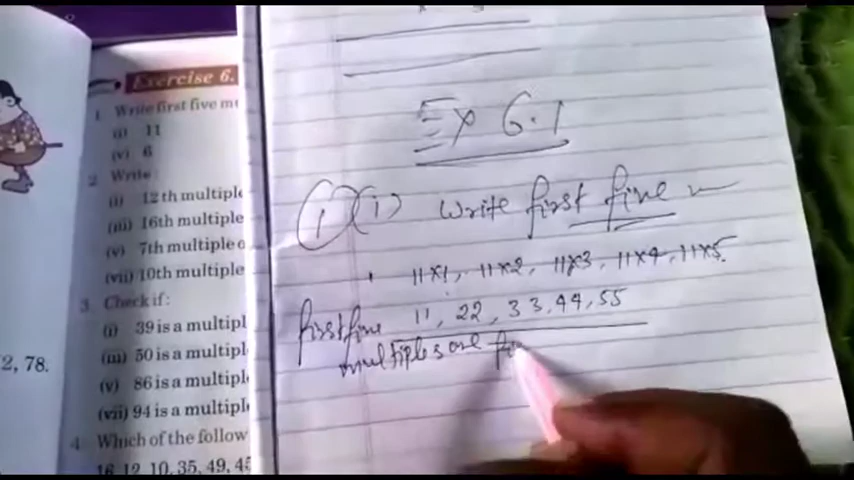 2, 78.
Exercise 6.
1 Write first five mu
(i) 11
(v) 6
2 Write:
(i) 12th multiple
(iii) 16th multiple
(v) 7th multiple o
(vii) 10th multiple
3 Check if:
(i) 39 is a multipl
(iii) 50 is a multipl
(v) 86 is a multipl
(vii) 94 is a multipl
4 Which of the follow
16, 12, 10, 35, 49, 45
Ex 6.1
1 (i) Write first five m
11×1, 11×2, 11×3, 11×4, 11×5.
first five 11, 22, 33, 44, 55
multiples are